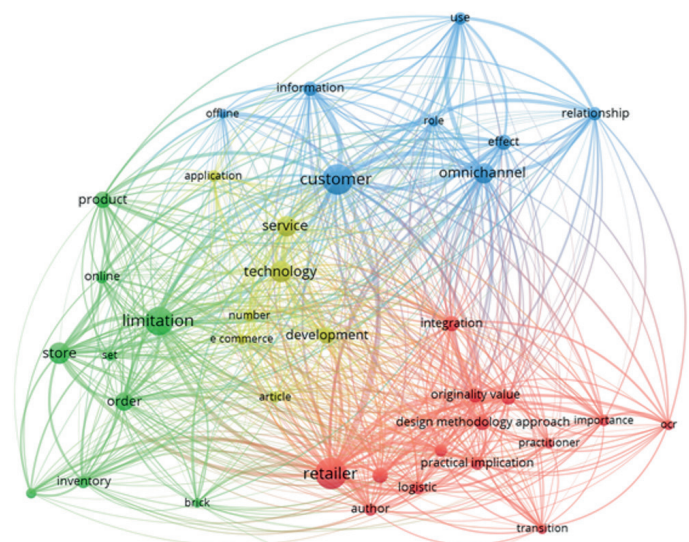 use
information
offline
role
relationship
effect
application
customer
omnichannel
product
service
technology
online
number
limitation
integration
e commerce
development
store
set
order
article
originality value
design methodology approach
importance
ocr
practitioner
practical implication
retailer
inventory
logistic
brick
author
transition